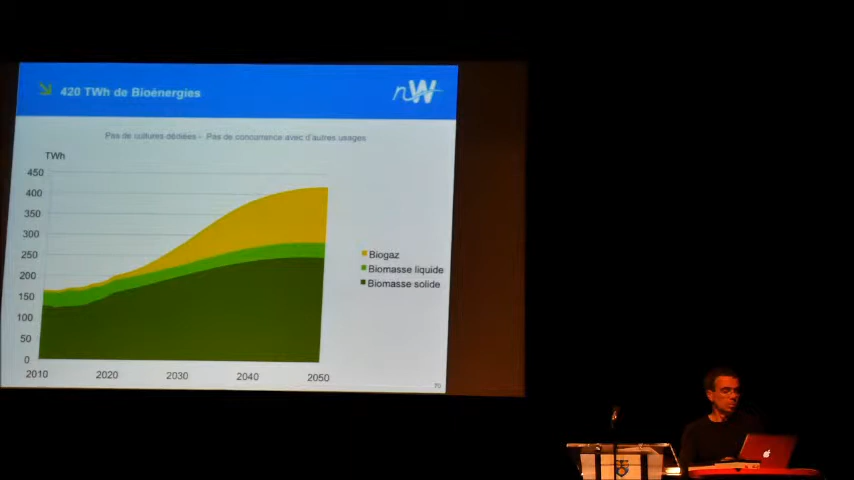 420 TWh de Bioénergies
nW
Pas de cultures dédiées - Pas de concurrence avec d'autres usages
TWh
450
400
350
300
250
200
150
100
50
0
2010 2020 2030 2040 2050
Biogaz
Biomasse liquide
Biomasse solide